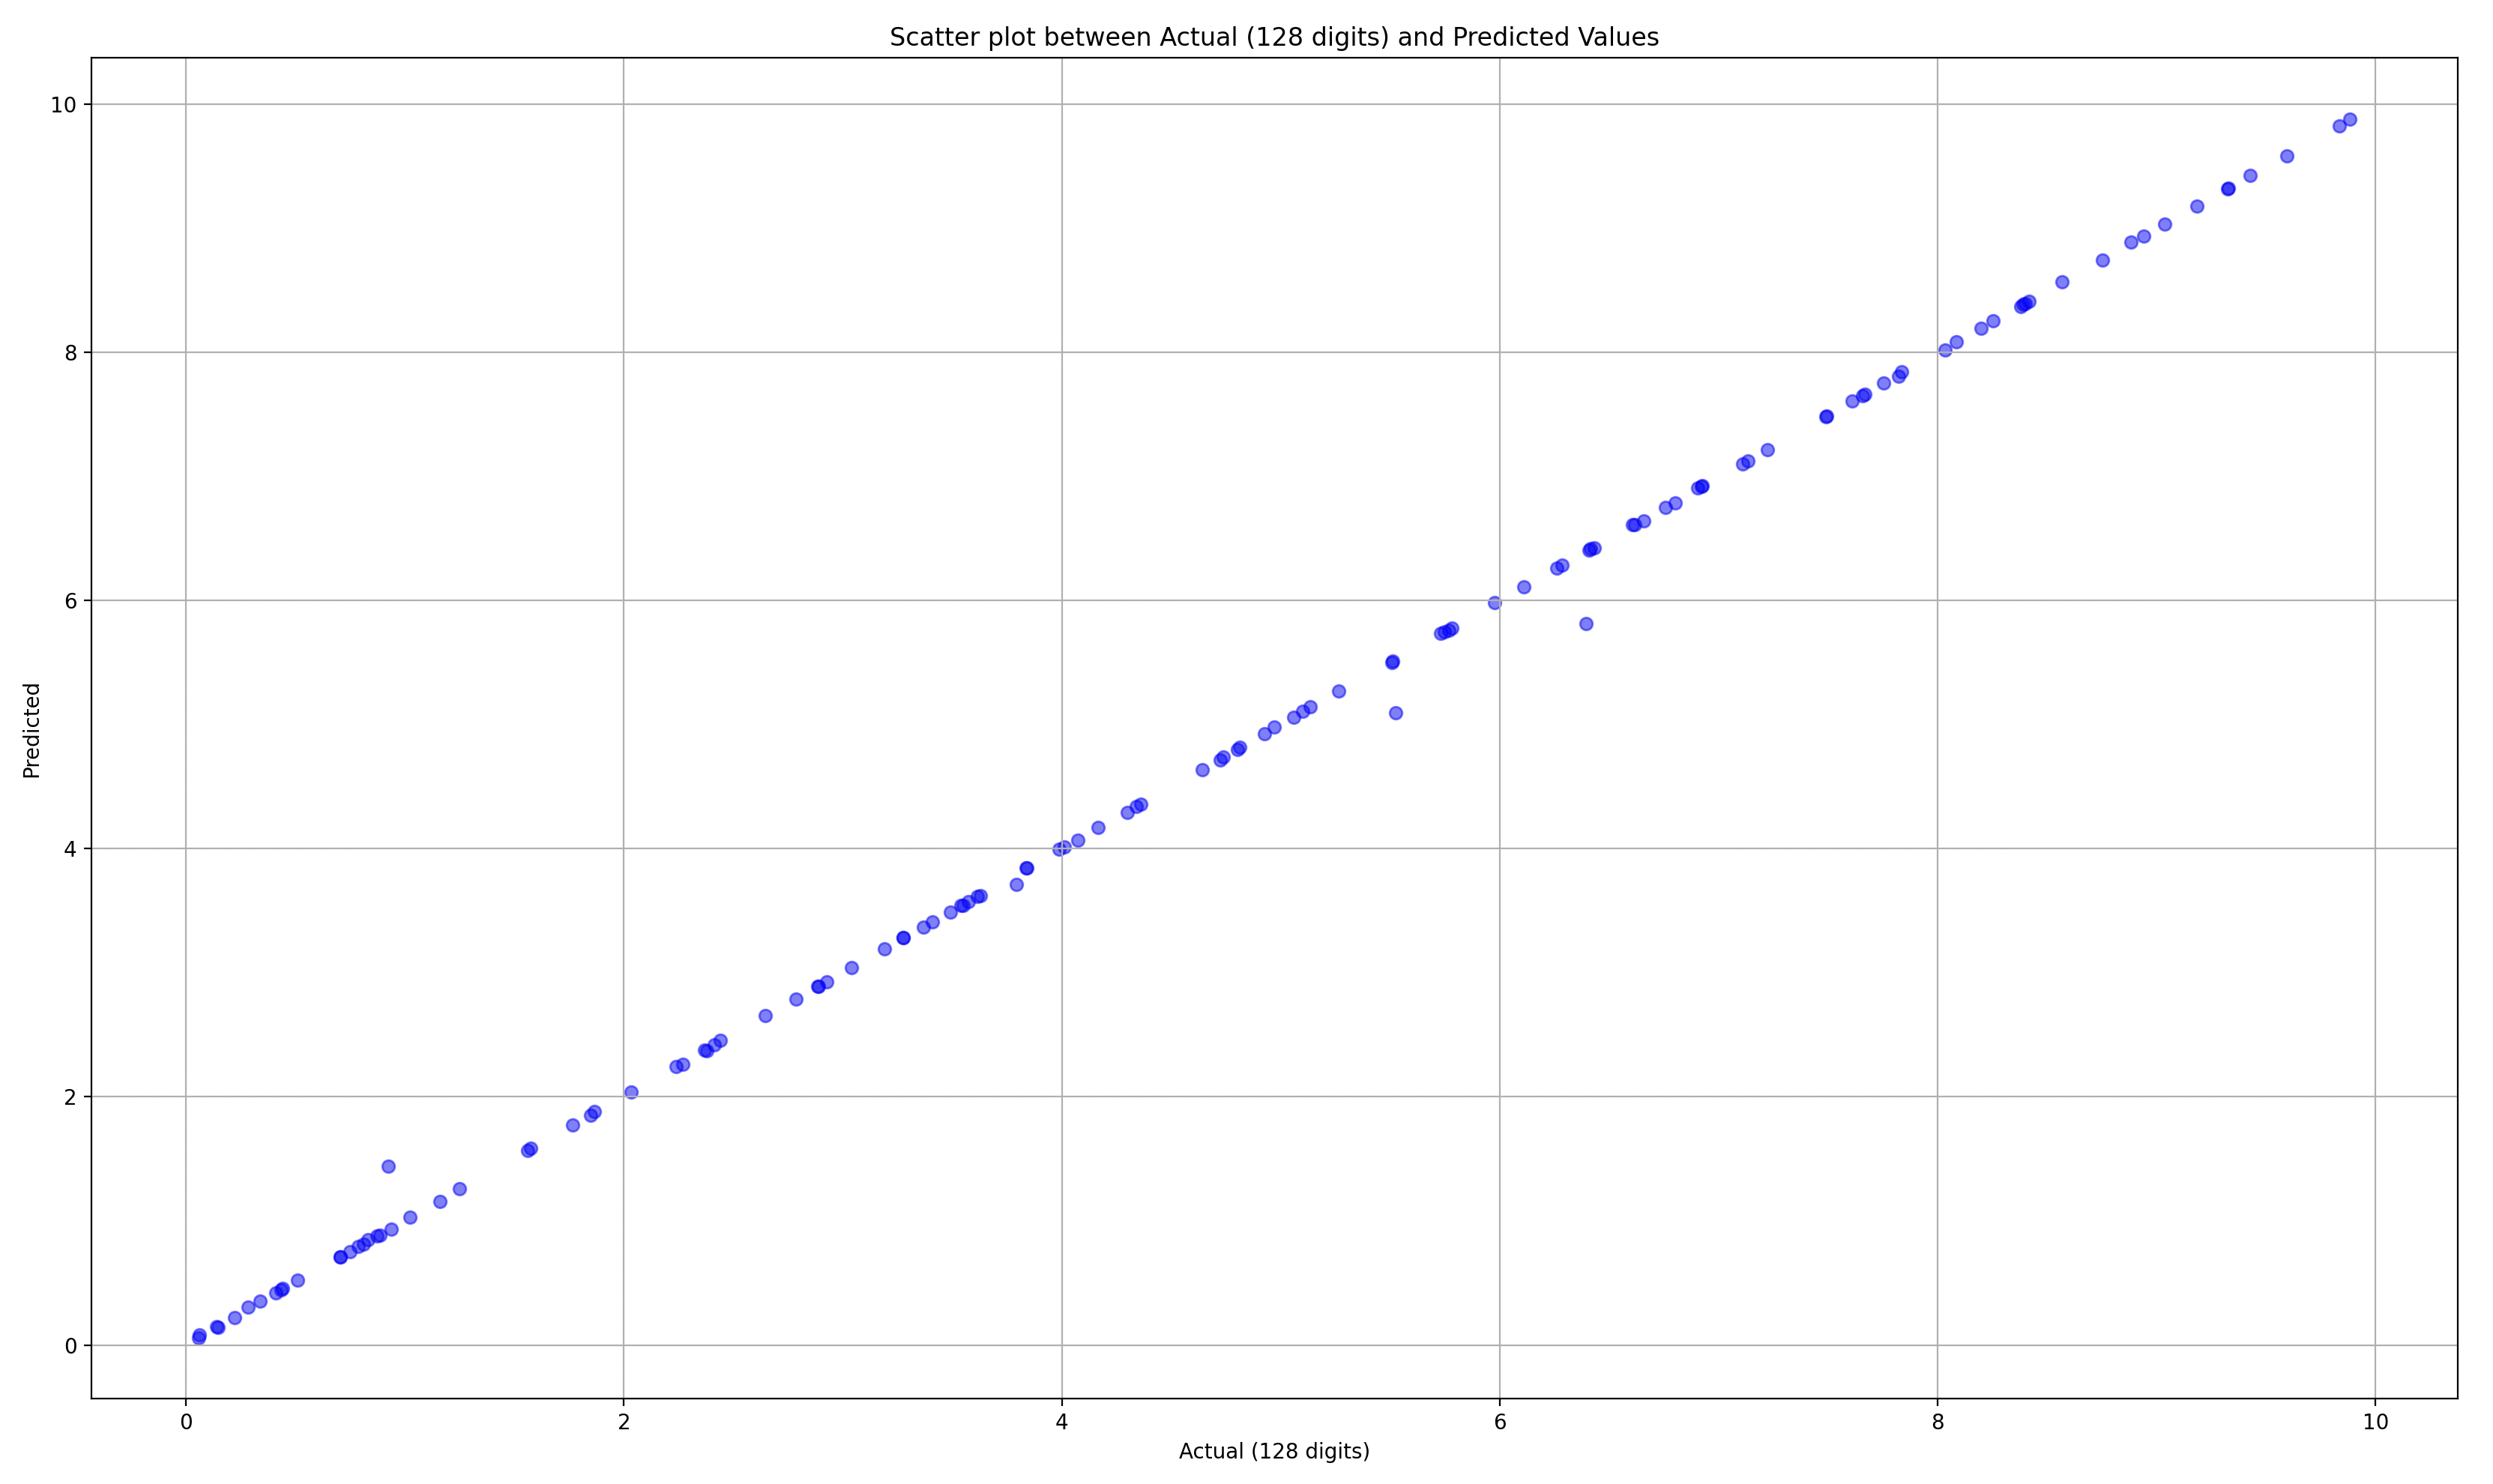 Scatter plot between Actual (128 digits) and Predicted Values
10
8
6
4
2
0
Predicted
0 2 4 6 8 10
Actual (128 digits)